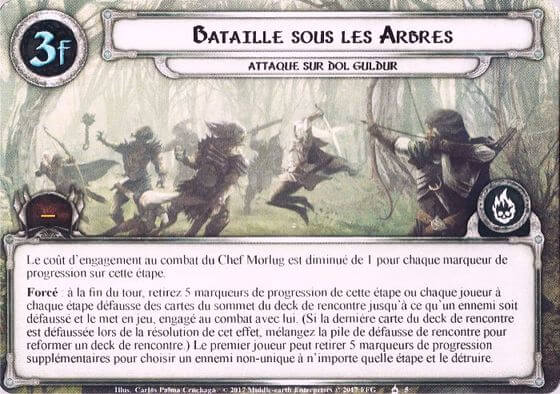 3F
BATAILLE SOUS LES ARBRES
ATTAQUE SUR DOL GULDUR
–
Le coût d'engagement au combat du Chef Morlug est diminué de 1 pour chaque marqueur de
progression sur cette étape.
Forcé : à la fin du tour, retirez 5 marqueurs de progression de cette étape ou chaque joueur à
chaque étape défausse des cartes du sommet du deck de rencontre jusqu'à ce qu'un ennemi soit
défaussé et le met en jeu, engagé au combat avec lui. (Si la dernière carte du deck de rencontre
est défaussée lors de la résolution de cet effet, mélangez la pile de défausse de rencontre pour
reformer un deck de rencontre.) Le premier joueur peut retirer 5 marqueurs de progression
supplémentaires pour choisir un ennemi non-unique à n'importe quelle étape et le détruire.
Illus. Carlos Palma Cruchaga © 2017 Middle-earth Enterprises © 2017 FFG 5